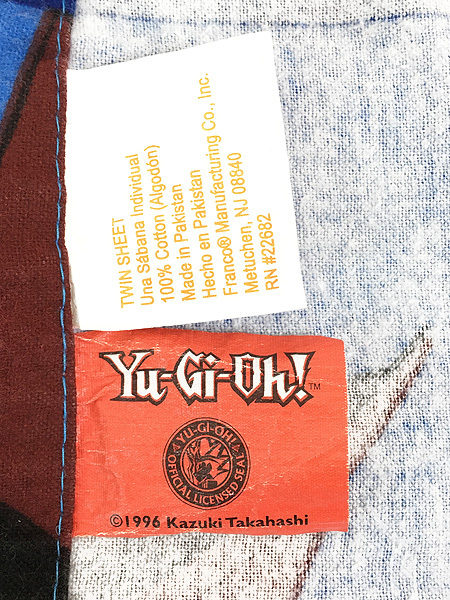 TWIN SHEET
Una Sábana Individual
100% Cotton (Algodón)
Made in Pakistan
Hecho en Pakistan
Franco® Manufacturing Co., Inc.
Metuchen, NJ 08840
RN #22682
Yu-Gi-Oh!™
YU-GI-OH!
OFFICIAL LICENSED SEAL
©1996 Kazuki Takahashi